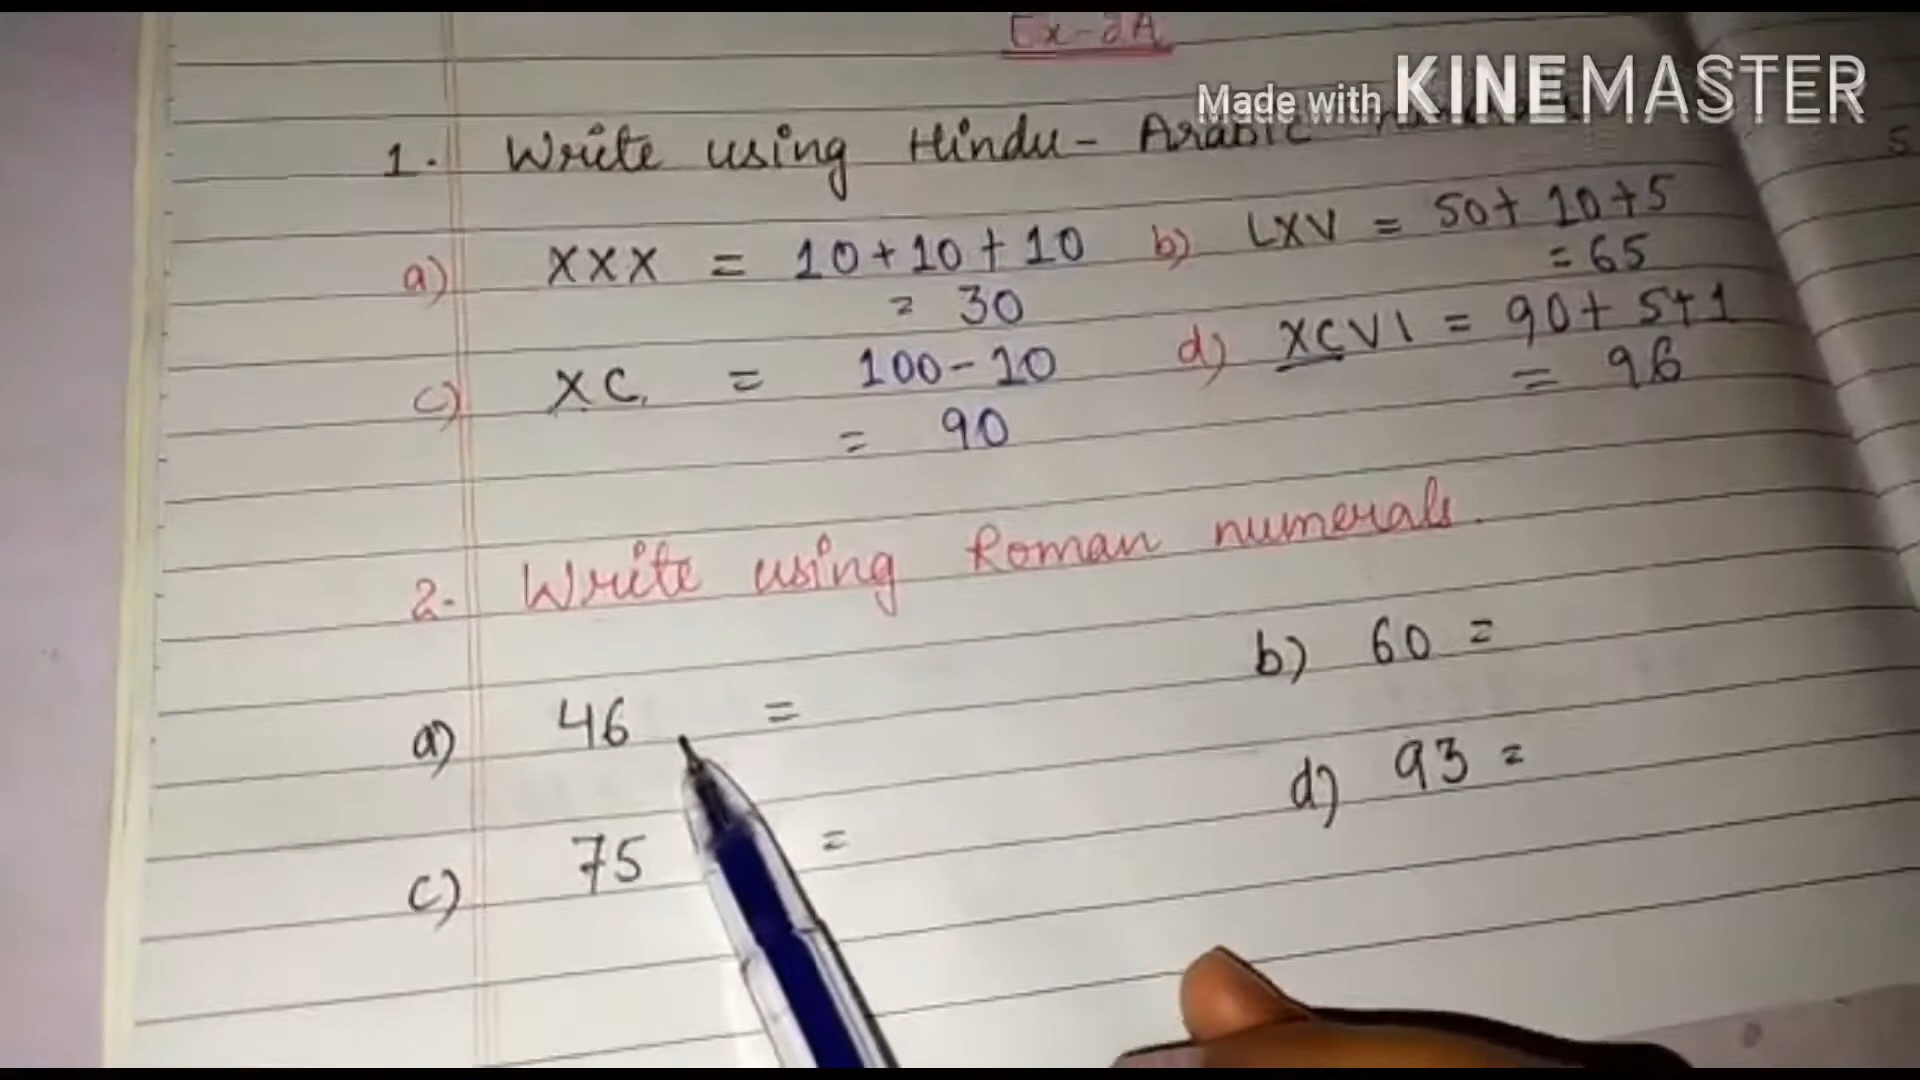 Ex-2A
Made with KINEMASTER
1. Write using Hindu-Arabic
a) XXX = 10+10+10 b) LXV = 50+10+5
= 30 = 65
c) XC = 100-10 d) XCVI = 90+5+1
= 90 = 96
2. Write using Roman numerals.
a) 46 = b) 60 =
c) 75 = d) 93 =
5